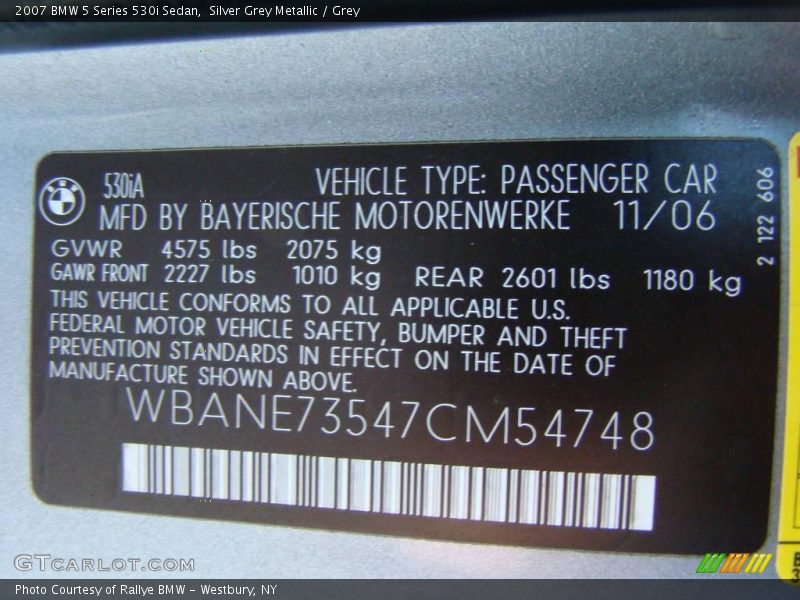 2007 BMW 5 Series 530i Sedan, Silver Grey Metallic / Grey
530iA VEHICLE TYPE: PASSENGER CAR
MFD BY BAYERISCHE MOTORENWERKE 11/06
GVWR 4575 lbs 2075 kg
GAWR FRONT 2227 lbs 1010 kg REAR 2601 lbs 1180 kg
THIS VEHICLE CONFORMS TO ALL APPLICABLE U.S.
FEDERAL MOTOR VEHICLE SAFETY, BUMPER AND THEFT
PREVENTION STANDARDS IN EFFECT ON THE DATE OF
MANUFACTURE SHOWN ABOVE.
WBANE73547CM54748
2 122 606
BMW
GTCARLOT.COM
Photo Courtesy of Rallye BMW - Westbury, NY